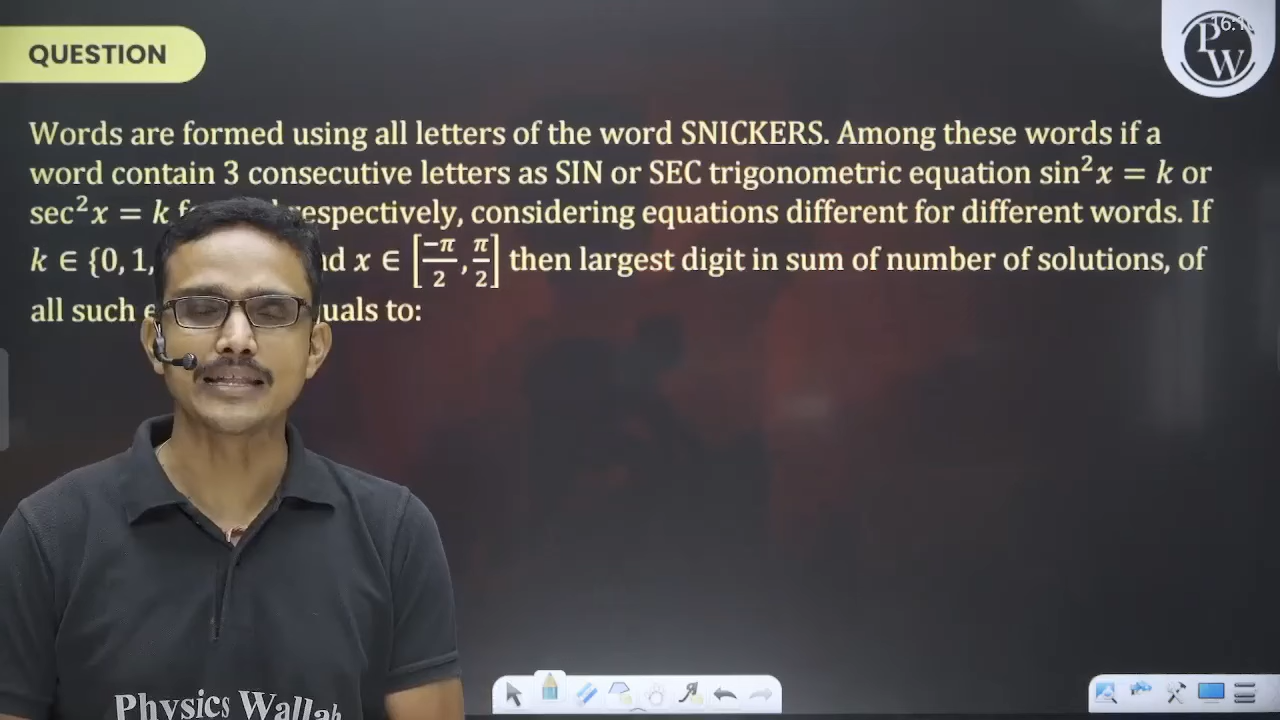 QUESTION
PW
Words are formed using all letters of the word SNICKERS. Among these words if a
word contain 3 consecutive letters as SIN or SEC trigonometric equation sin²x = k or
sec²x = k respectively, considering equations different for different words. If
k ∈ {0, 1, x ∈ [-π/2, π/2] then largest digit in sum of number of solutions, of
all such to:
Physics Wallah